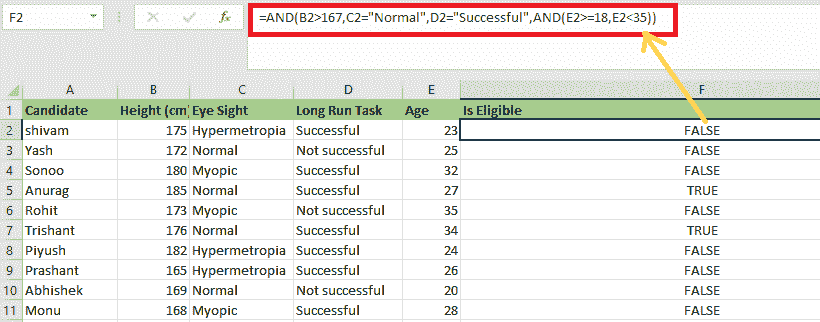 F2 fx =AND(B2>167,C2="Normal",D2="Successful",AND(E2>=18,E2<35))
A B C D E F
1 Candidate Height (cm) Eye Sight Long Run Task Age Is Eligible
2 shivam 175 Hypermetropia Successful 23 FALSE
3 Yash 172 Normal Not successful 25 FALSE
4 Sonoo 180 Myopic Successful 32 FALSE
5 Anurag 185 Normal Successful 27 TRUE
6 Rohit 173 Myopic Not successful 35 FALSE
7 Trishant 176 Normal Successful 34 TRUE
8 Piyush 182 Hypermetropia Successful 24 FALSE
9 Prashant 165 Hypermetropia Successful 26 FALSE
10 Abhishek 169 Normal Not successful 20 FALSE
11 Monu 168 Myopic Successful 28 FALSE